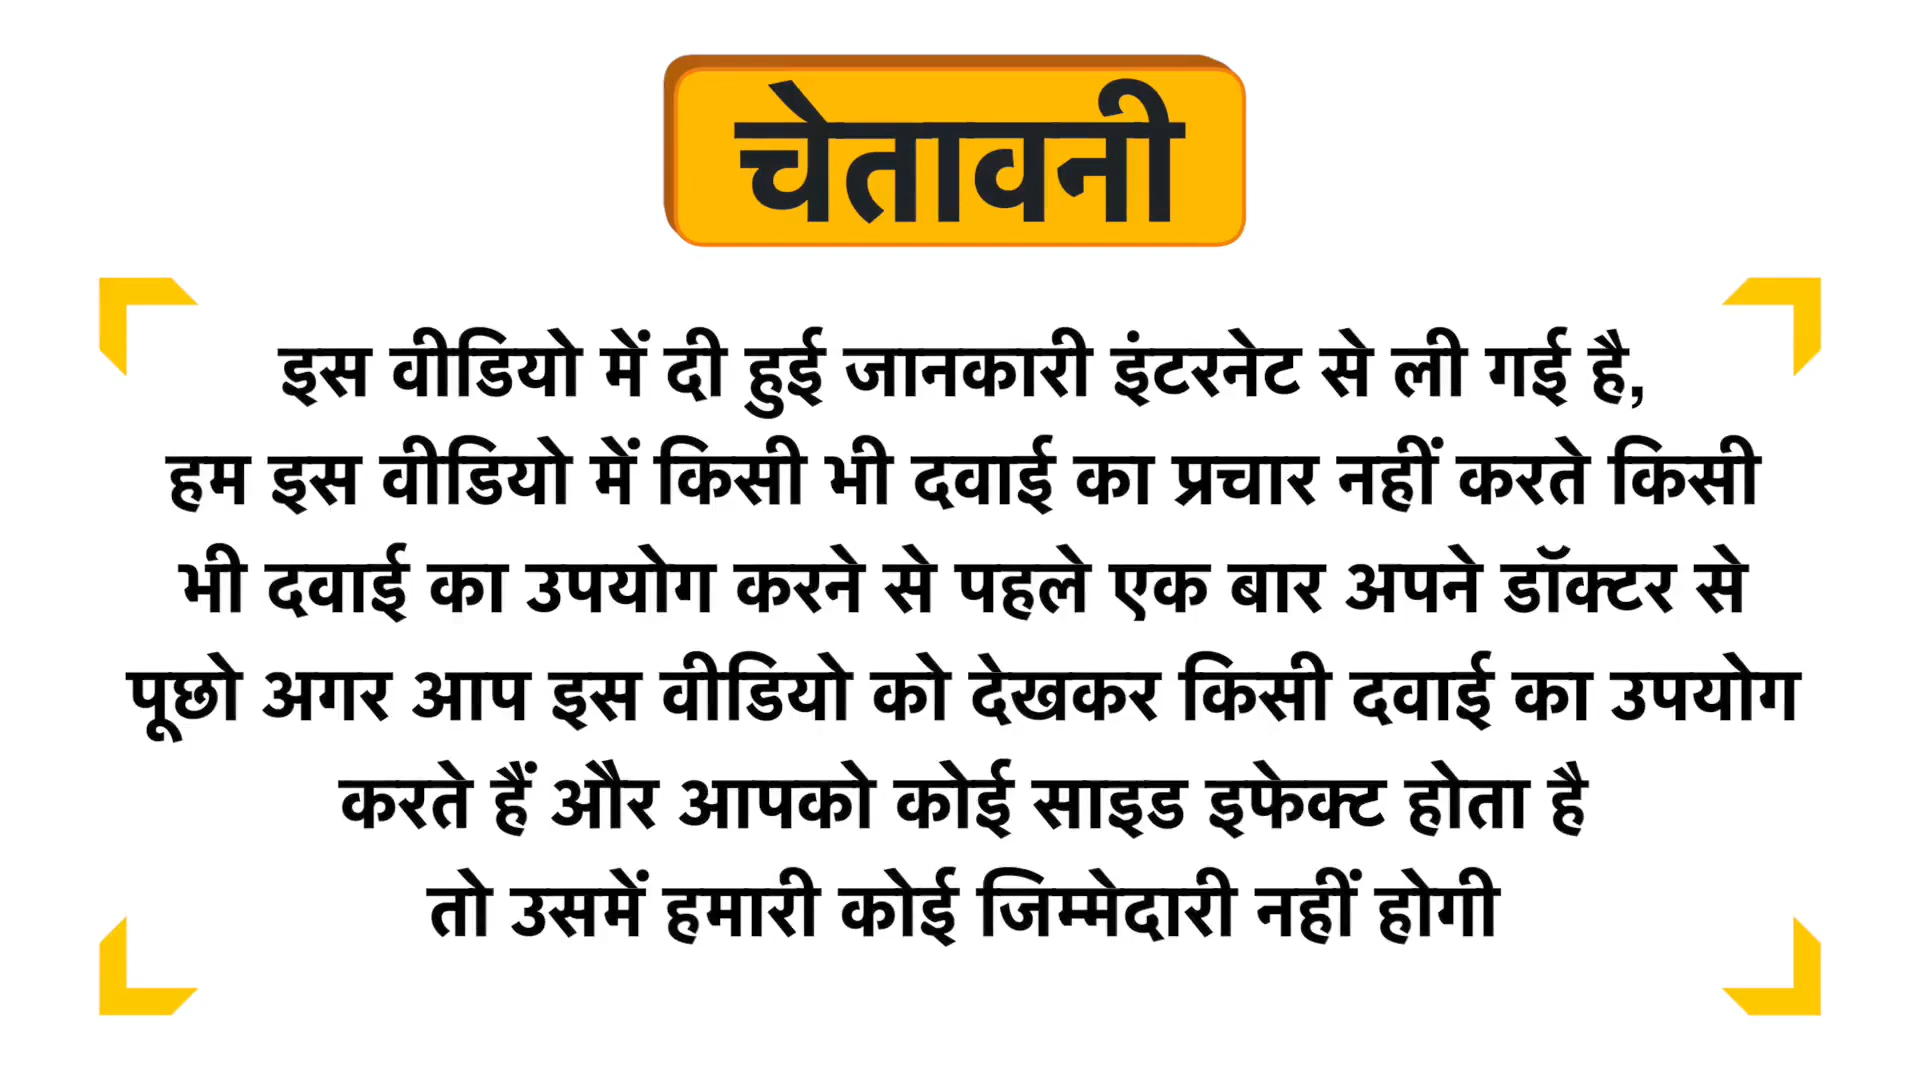 चेतावनी
इस वीडियो में दी हुई जानकारी इंटरनेट से ली गई है,
हम इस वीडियो में किसी भी दवाई का प्रचार नहीं करते किसी
भी दवाई का उपयोग करने से पहले एक बार अपने डॉक्टर से
पूछो अगर आप इस वीडियो को देखकर किसी दवाई का उपयोग
करते हैं और आपको कोई साइड इफेक्ट होता है
तो उसमें हमारी कोई जिम्मेदारी नहीं होगी